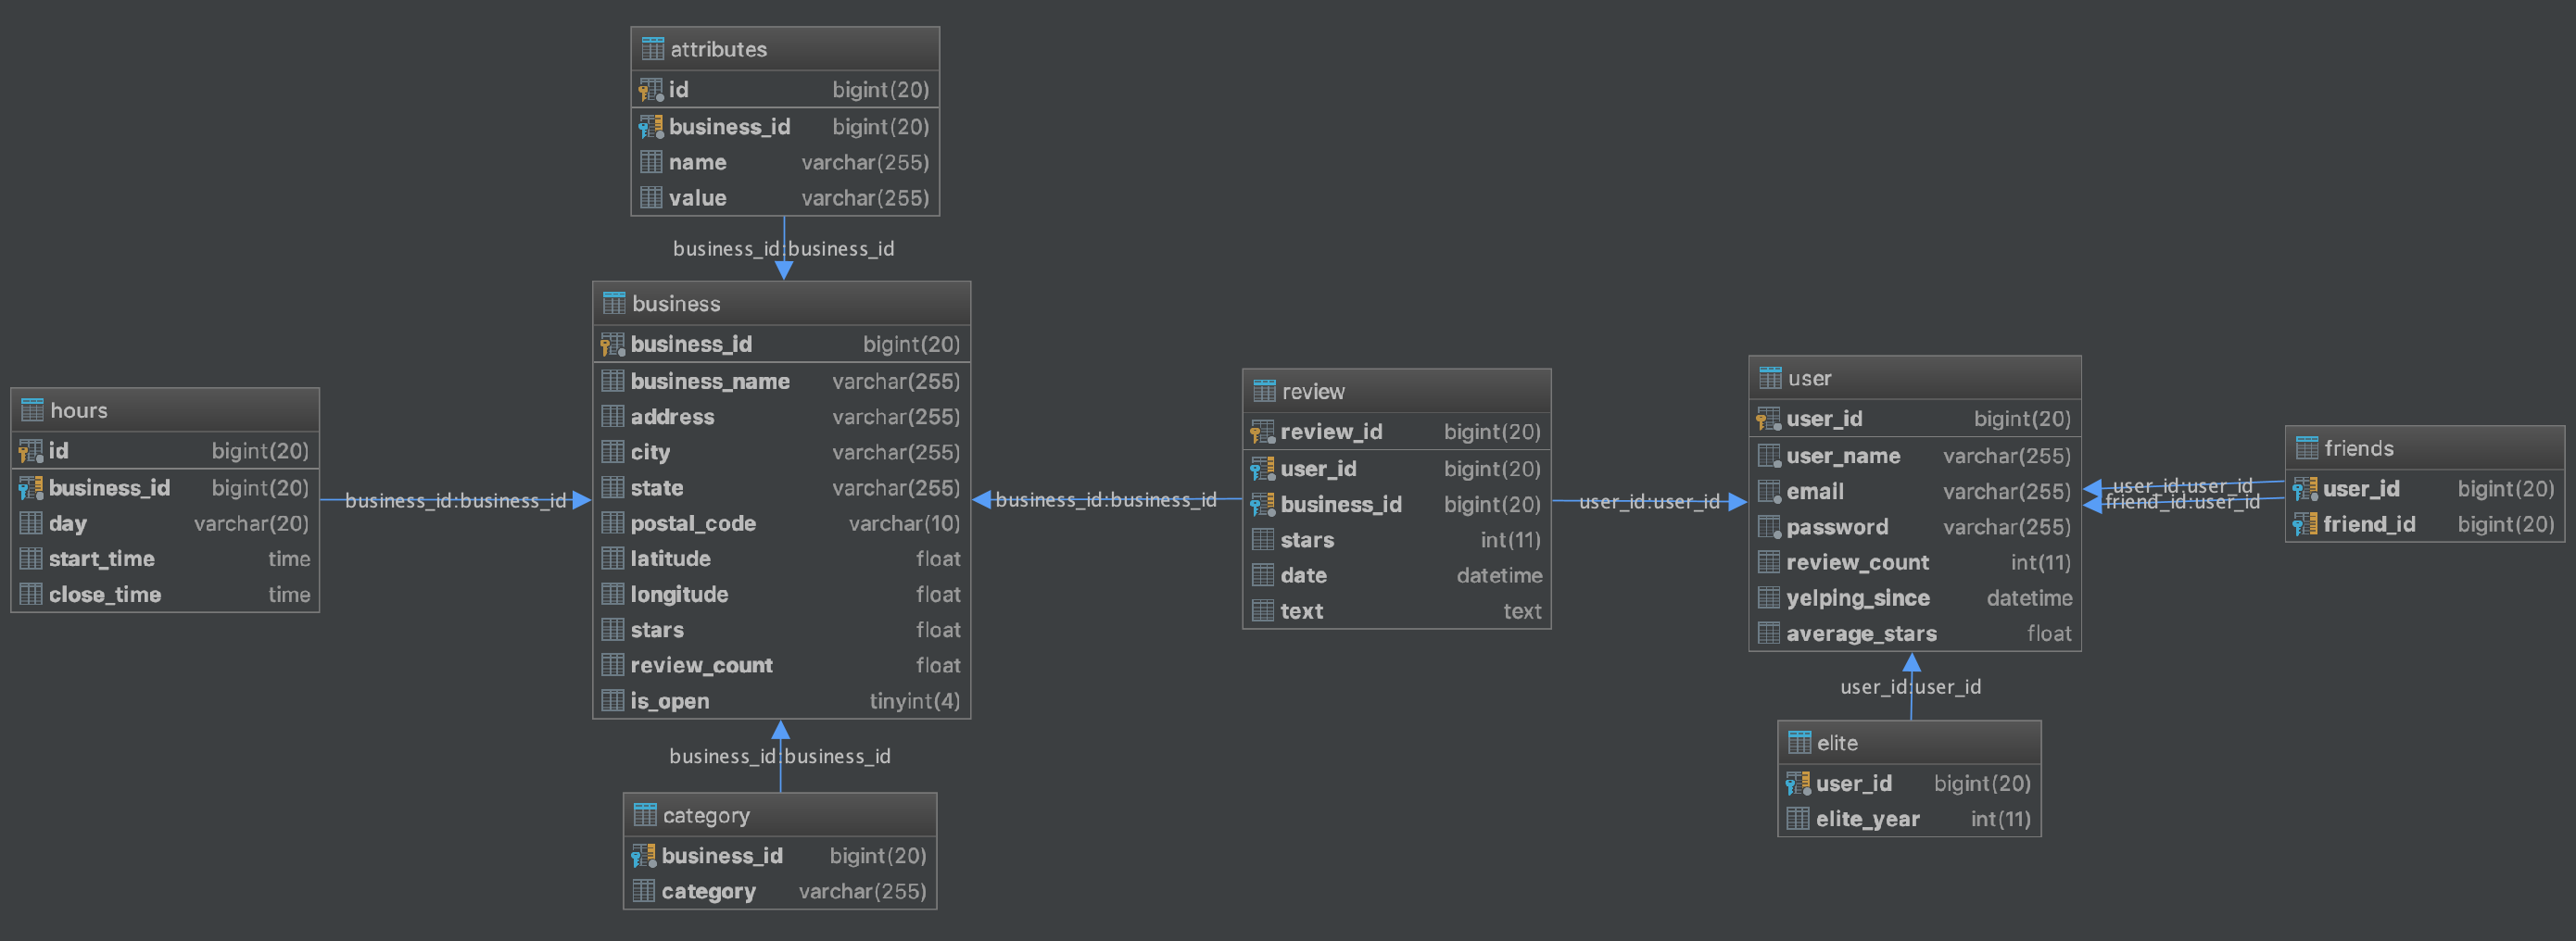 attributes
id bigint(20)
business_id bigint(20)
name varchar(255)
value varchar(255)
business_id:business_id
business
business_id bigint(20)
business_name varchar(255)
address varchar(255)
city varchar(255)
state varchar(255)
postal_code varchar(10)
latitude float
longitude float
stars float
review_count float
is_open tinyint(4)
hours
id bigint(20)
business_id bigint(20)
day varchar(20)
start_time time
close_time time
business_id:business_id
business_id:business_id
review
review_id bigint(20)
user_id bigint(20)
business_id bigint(20)
stars int(11)
date datetime
text text
user_id:user_id
user
user_id bigint(20)
user_name varchar(255)
email varchar(255)
password varchar(255)
review_count int(11)
yelping_since datetime
average_stars float
user_id:user_id
friend_id:user_id
friends
user_id bigint(20)
friend_id bigint(20)
user_id:user_id
elite
user_id bigint(20)
elite_year int(11)
business_id:business_id
category
business_id bigint(20)
category varchar(255)